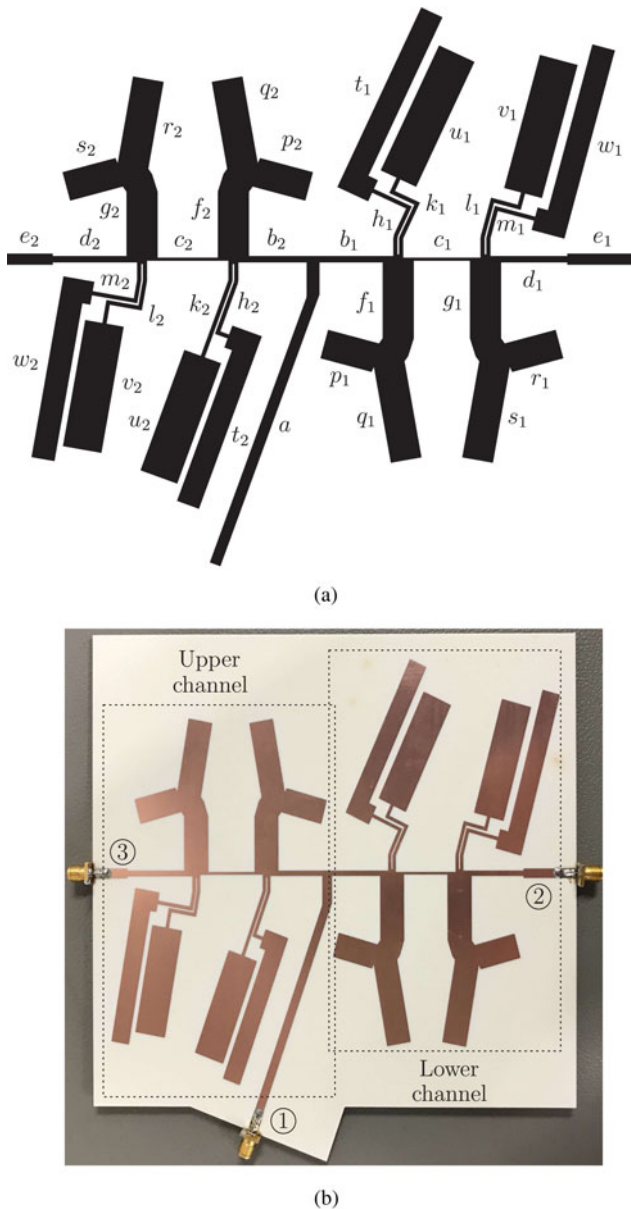 t₁ u₁ v₁ w₁
q₂ r₂ s₂ p₂
g₂ f₂ h₁ k₁ l₁ m₁
e₂ d₂ c₂ b₂ b₁ c₁ d₁ e₁
m₂ l₂ k₂ h₂ f₁ g₁
w₂ v₂ u₂ t₂ a p₁ q₁ r₁ s₁
(a)
Upper
channel
③
②
Lower
channel
①
(b)